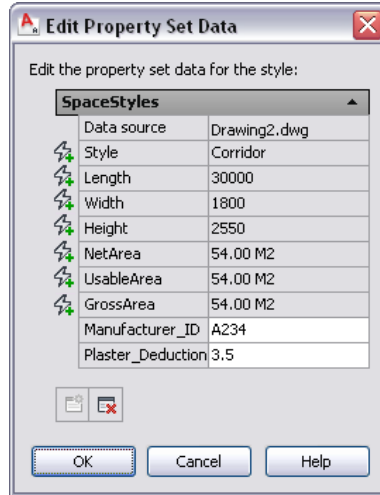 Edit Property Set Data
Edit the property set data for the style:
SpaceStyles
Data source Drawing2.dwg
Style Corridor
Length 30000
Width 1800
Height 2550
NetArea 54.00 M2
UsableArea 54.00 M2
GrossArea 54.00 M2
Manufacturer_ID A234
Plaster_Deduction 3.5
OK Cancel Help